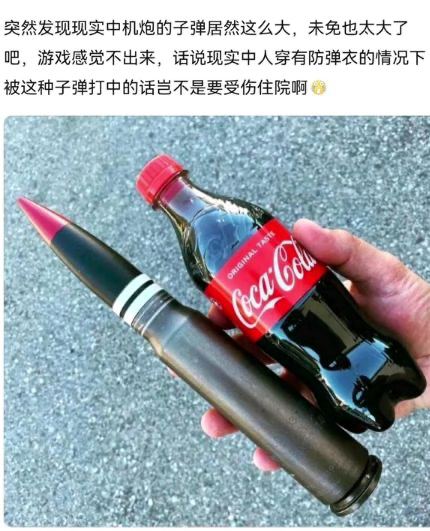 突然发现现实中机炮的子弹居然这么大，未免也太大了
吧，游戏感觉不出来，话说现实中人穿有防弹衣的情况下
被这种子弹打中的话岂不是要受伤住院啊🤫
ORIGINAL TASTE
Coca-Cola